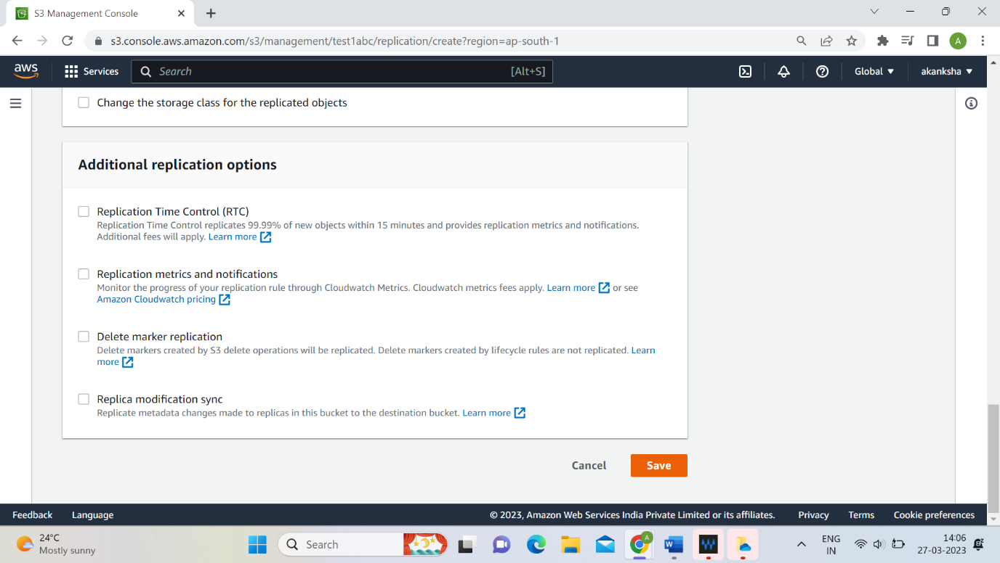 S3 Management Console
s3.console.aws.amazon.com/s3/management/test1abc/replication/create?region=ap-south-1
A
aws
Services
Search
[Alt+S]
Global
akanksha
Change the storage class for the replicated objects
Additional replication options
Replication Time Control (RTC)
Replication Time Control replicates 99.99% of new objects within 15 minutes and provides replication metrics and notifications.
Additional fees will apply. Learn more
Replication metrics and notifications
Monitor the progress of your replication rule through Cloudwatch Metrics. Cloudwatch metrics fees apply. Learn more or see
Amazon Cloudwatch pricing
Delete marker replication
Delete markers created by S3 delete operations will be replicated. Delete markers created by lifecycle rules are not replicated. Learn
more
Replica modification sync
Replicate metadata changes made to replicas in this bucket to the destination bucket. Learn more
Cancel
Save
Feedback
Language
© 2023, Amazon Web Services India Private Limited or its affiliates.
Privacy
Terms
Cookie preferences
24°C
Mostly sunny
Search
A
W
ENG
IN
14:06
27-03-2023